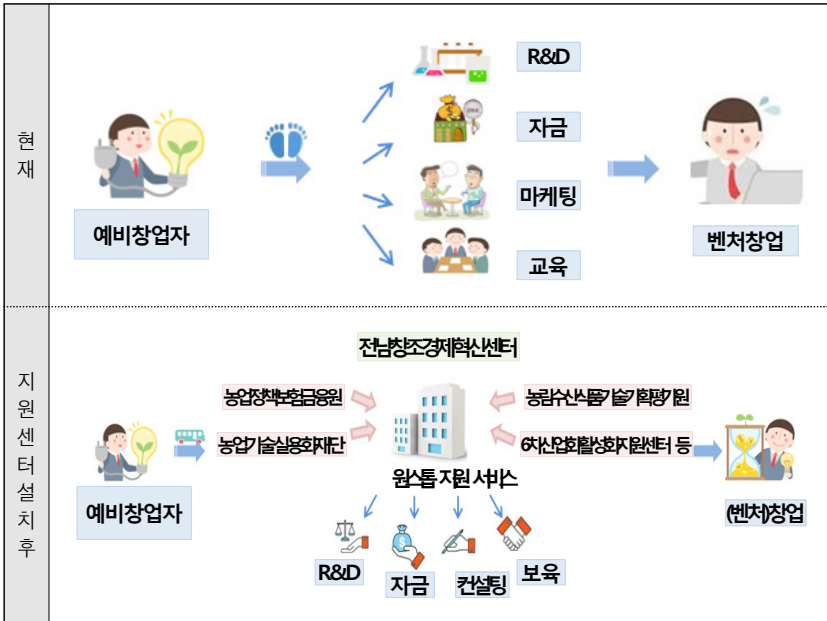 현재
예비창업자
R&D
자금
마케팅
교육
벤처창업
지원센터설치후
전남창조경제혁신센터
농업정책보험금융원
농업기술실용화재단
농림수산식품기술기획평가원
6차산업화활성화지원센터 등
원스톱 지원 서비스
예비창업자
R&D
자금
컨설팅
보육
(벤처)창업